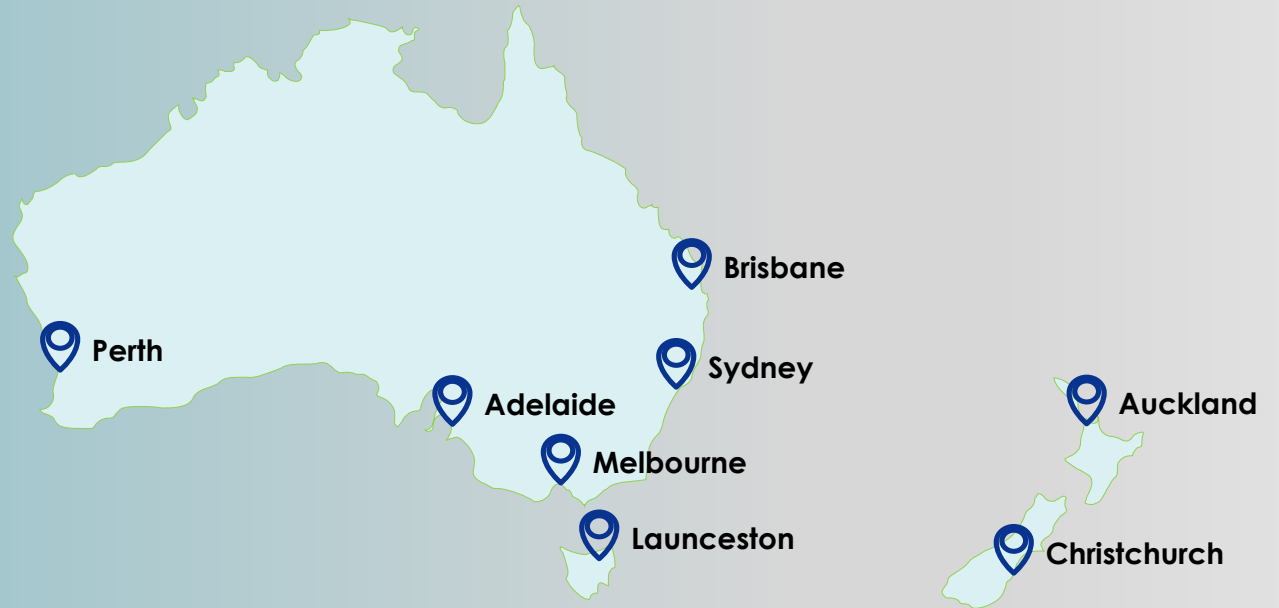 Brisbane
Perth
Sydney
Adelaide
Auckland
Melbourne
Launceston
Christchurch